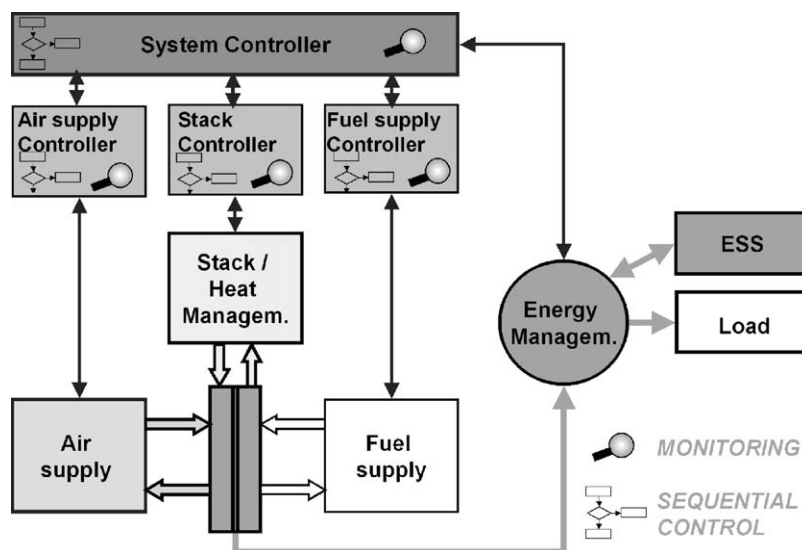 System Controller
Air supply
Controller
Stack
Controller
Fuel supply
Controller
Stack /
Heat
Managem.
ESS
Energy
Managem.
Load
Air
supply
Fuel
supply
MONITORING
SEQUENTIAL
CONTROL